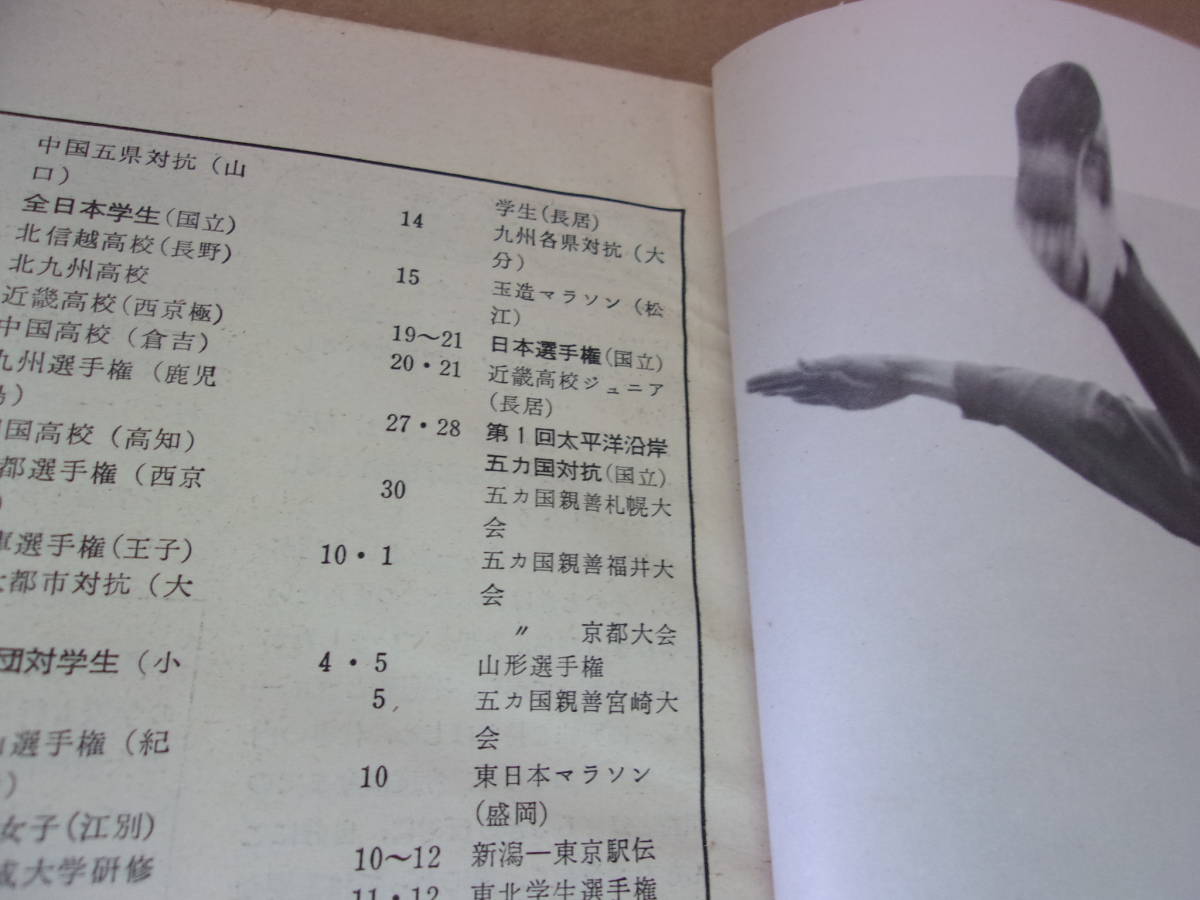 中国五県対抗(山
口)
全日本学生(国立)
北信越高校(長野)
北九州高校
近畿高校(西京極)
中国高校(倉吉)
九州選手権(鹿児
国高校(高知)
都選手権(西京
選手権(王子)
都市対抗(大
団対学生(小
選手権(紀
女子(江別)
大学研修
学生(長居)
14 九州各県対抗(大
分)
15 玉造マラソン(松
江)
19〜21 日本選手権(国立)
20・21 近畿高校ジュニア
(長居)
27・28 第1回太平洋沿岸
五カ国対抗(国立)
30 五カ国親善札幌大
会
10・1 五カ国親善福井大
会
〃 京都大会
4・5 山形選手権
5 五カ国親善宮崎大
会
10 東日本マラソン
(盛岡)
10〜12 新潟―東京駅伝
11・12 東北学生選手権